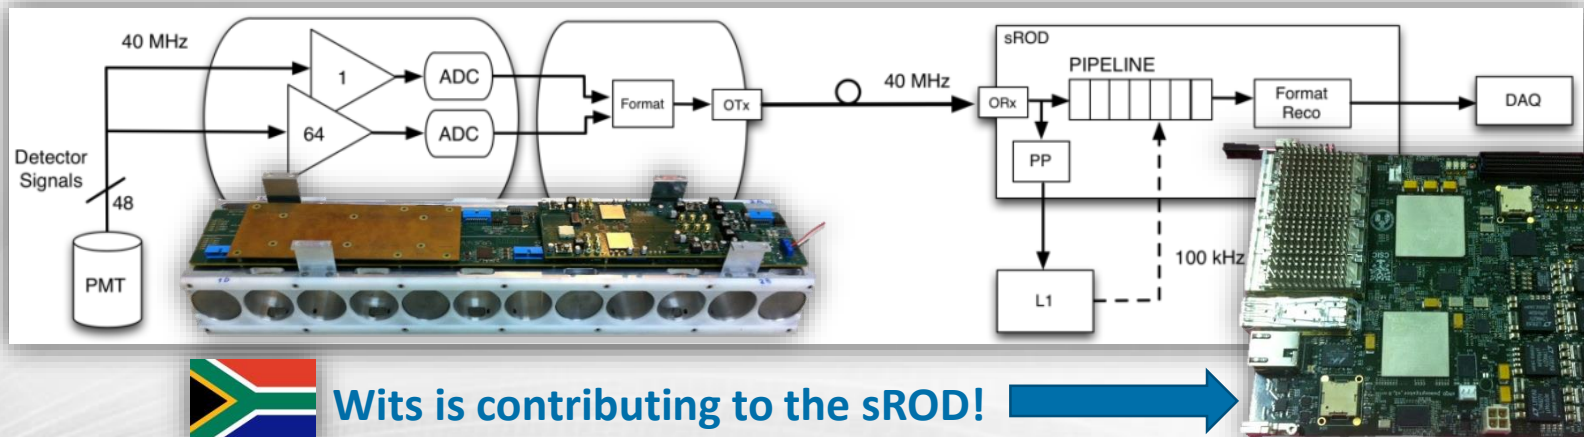 40 MHz
1
ADC
64
ADC
Format
OTx
40 MHz
sROD
PIPELINE
ORx
Format
Reco
DAQ
PP
Detector
Signals
48
PMT
L1
100 kHz
Wits is contributing to the sROD!